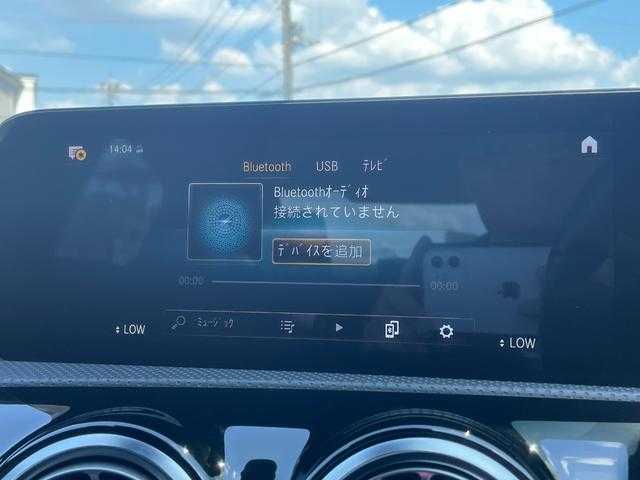 14:04
Bluetooth USB ﾃﾚﾋﾞ
Bluetoothｵｰﾃﾞｨｵ
接続されていません
ﾃﾞﾊﾞｲｽを追加
00:00 00:00
ﾐｭｰｼﾞｯｸ
LOW LOW